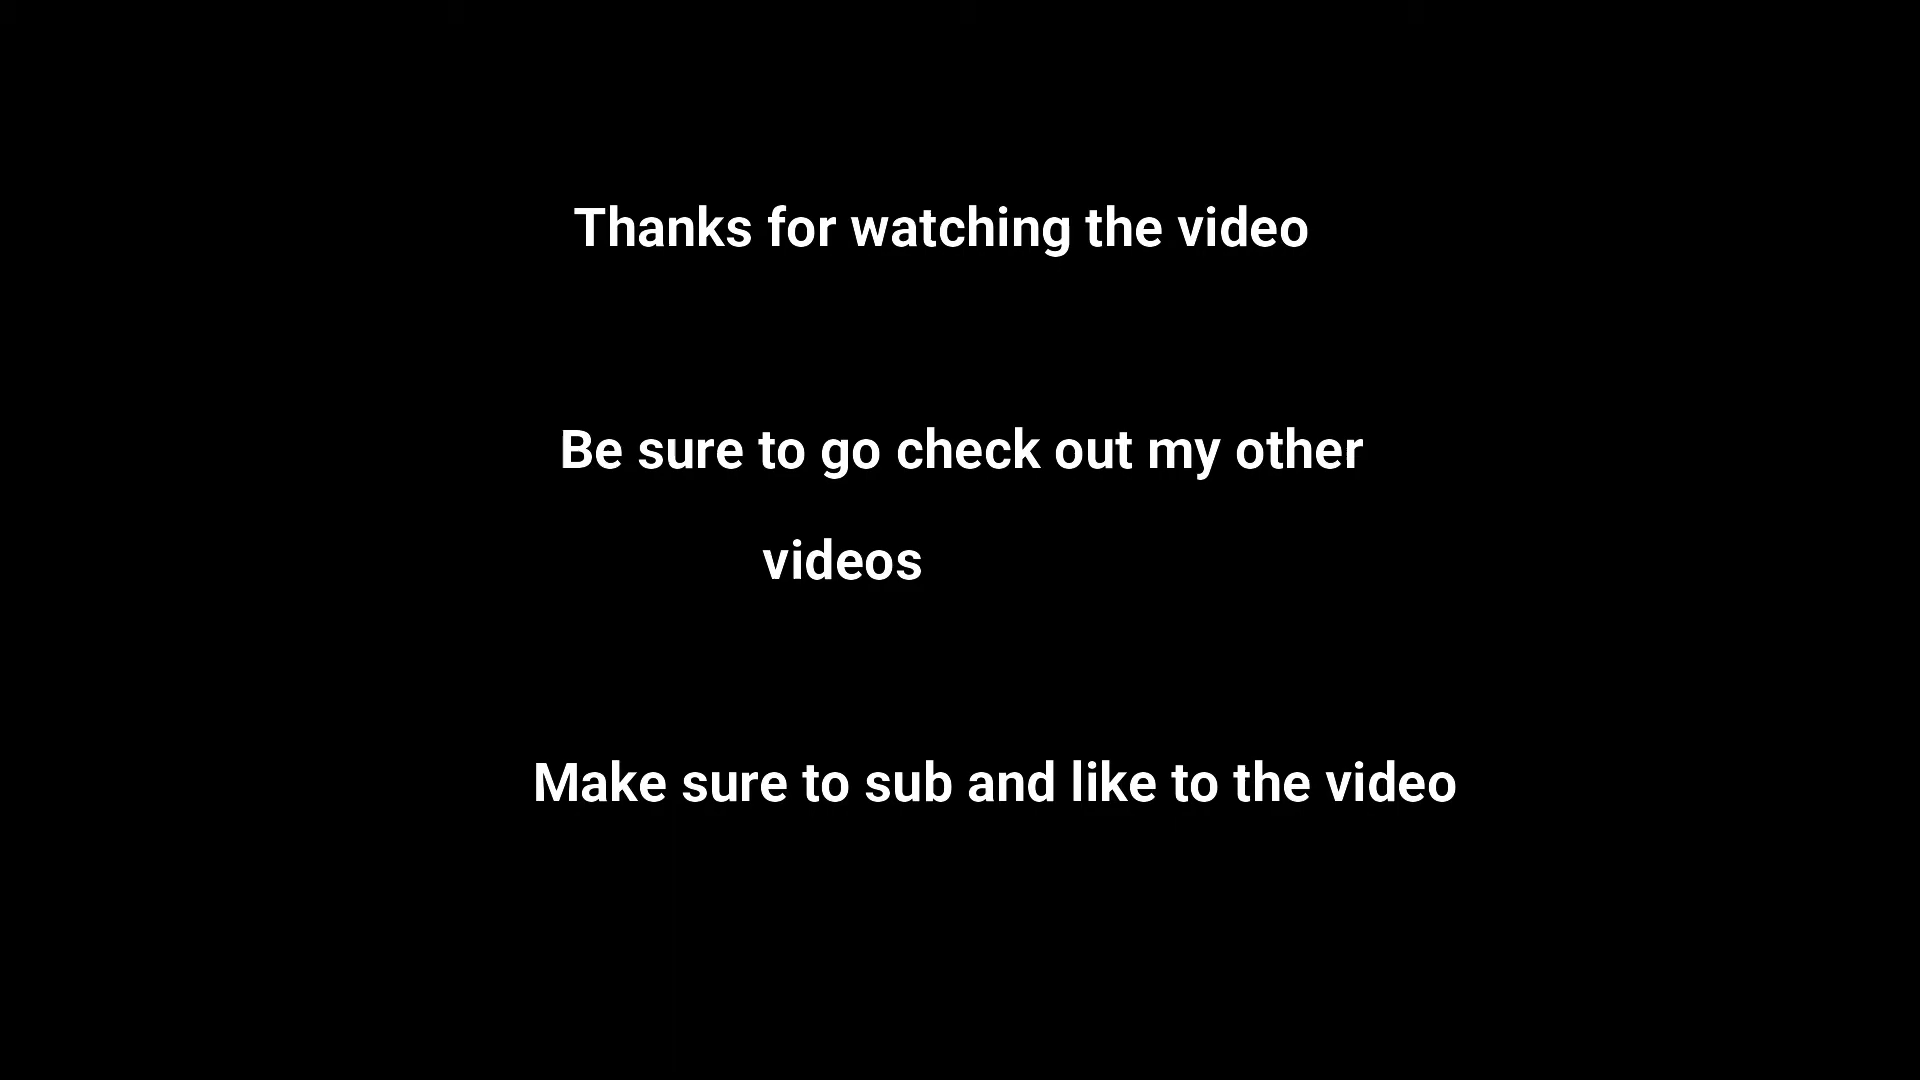 Thanks for watching the video
Be sure to go check out my other
videos
Make sure to sub and like to the video